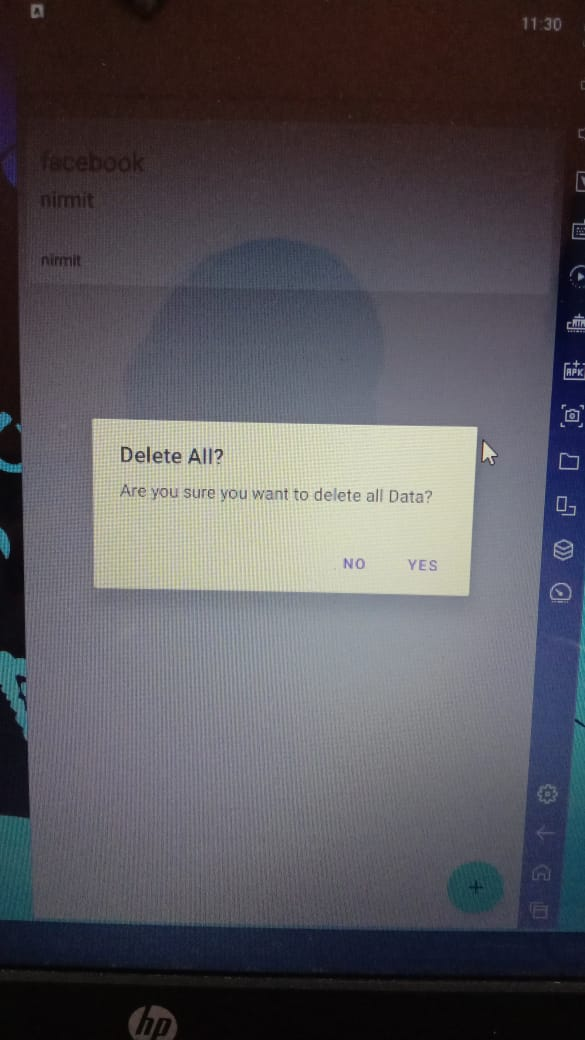 11:30
facebook
nirmit
nirmit
Delete All?
Are you sure you want to delete all Data?
NO YES
APK
hp